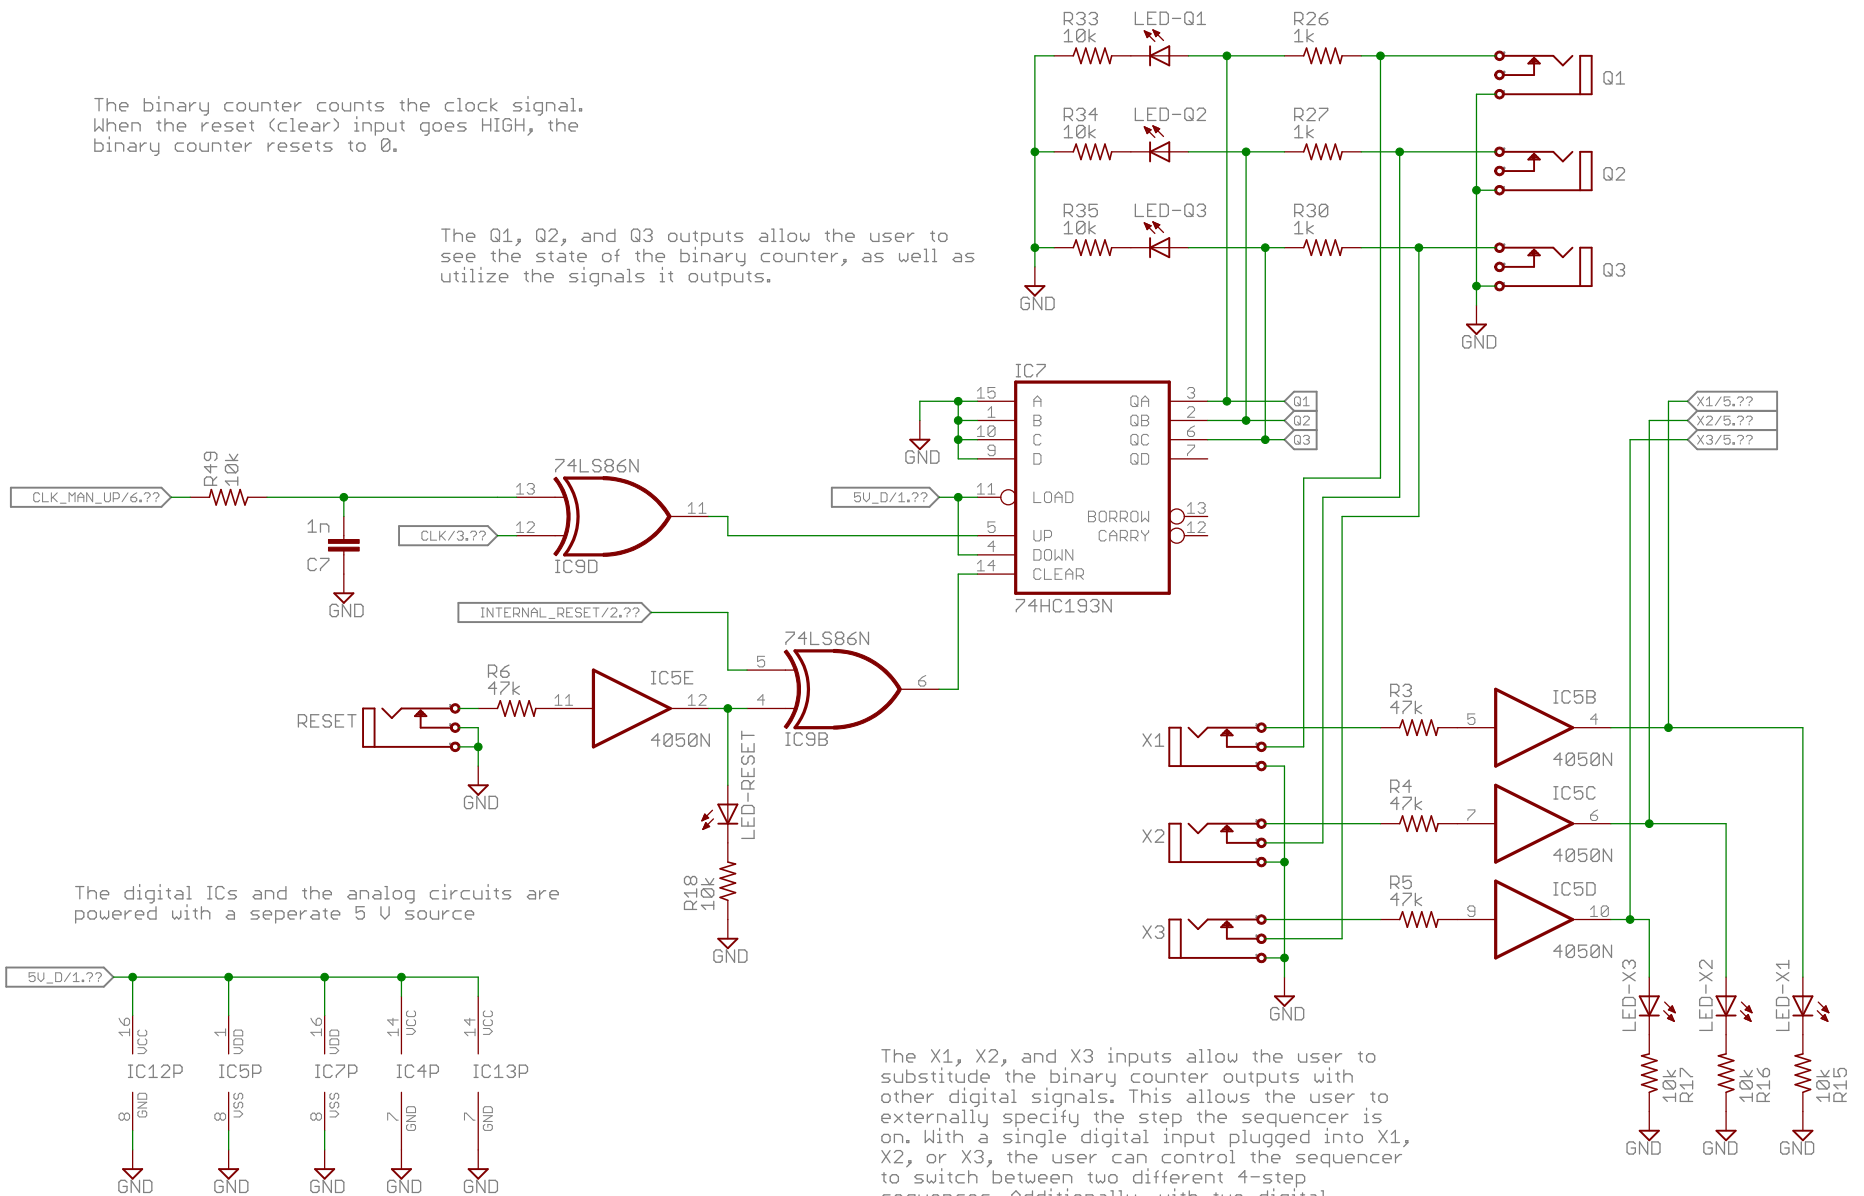 R33
10k
LED-Q1
R26
1k
Q1
The binary counter counts the clock signal.
When the reset (clear) input goes HIGH, the
binary counter resets to 0.
R34
10k
LED-Q2
R27
1k
Q2
R35
10k
LED-Q3
R30
1k
Q3
The Q1, Q2, and Q3 outputs allow the user to
see the state of the binary counter, as well as
utilize the signals it outputs.
GND
GND
IC7
15 A QA 3 Q1
1 B QB 2 Q2
10 C QC 6 Q3
9 D QD 7
11 LOAD
BORROW 13
5 UP CARRY 12
4 DOWN
14 CLEAR
74HC193N
GND
5V_D/1.??
X1/5.??
X2/5.??
X3/5.??
CLK_MAN_UP/6.??
R49
10k
1n
C7
GND
CLK/3.??
74LS86N
13
12
11
IC9D
INTERNAL_RESET/2.??
74LS86N
5
4
6
IC9B
RESET
GND
R6
47k
11
IC5E
12
4050N
LED-RESET
R18
10k
GND
X1
R3
47k
5
IC5B
4
4050N
X2
R4
47k
7
IC5C
6
4050N
X3
R5
47k
9
IC5D
10
4050N
GND
LED-X3
LED-X2
LED-X1
10k
R17
10k
R16
10k
R15
GND
GND
GND
The digital ICs and the analog circuits are
powered with a seperate 5 V source
5V_D/1.??
16 VCC
1 VDD
16 VDD
14 VCC
14 VCC
IC12P
IC5P
IC7P
IC4P
IC13P
8 GND
8 VSS
8 VSS
7 GND
7 GND
GND
GND
GND
GND
GND
The X1, X2, and X3 inputs allow the user to
substitude the binary counter outputs with
other digital signals. This allows the user to
externally specify the step the sequencer is
on. With a single digital input plugged into X1,
X2, or X3, the user can control the sequencer
to switch between two different 4-step
sequences. Additionally, with two digital